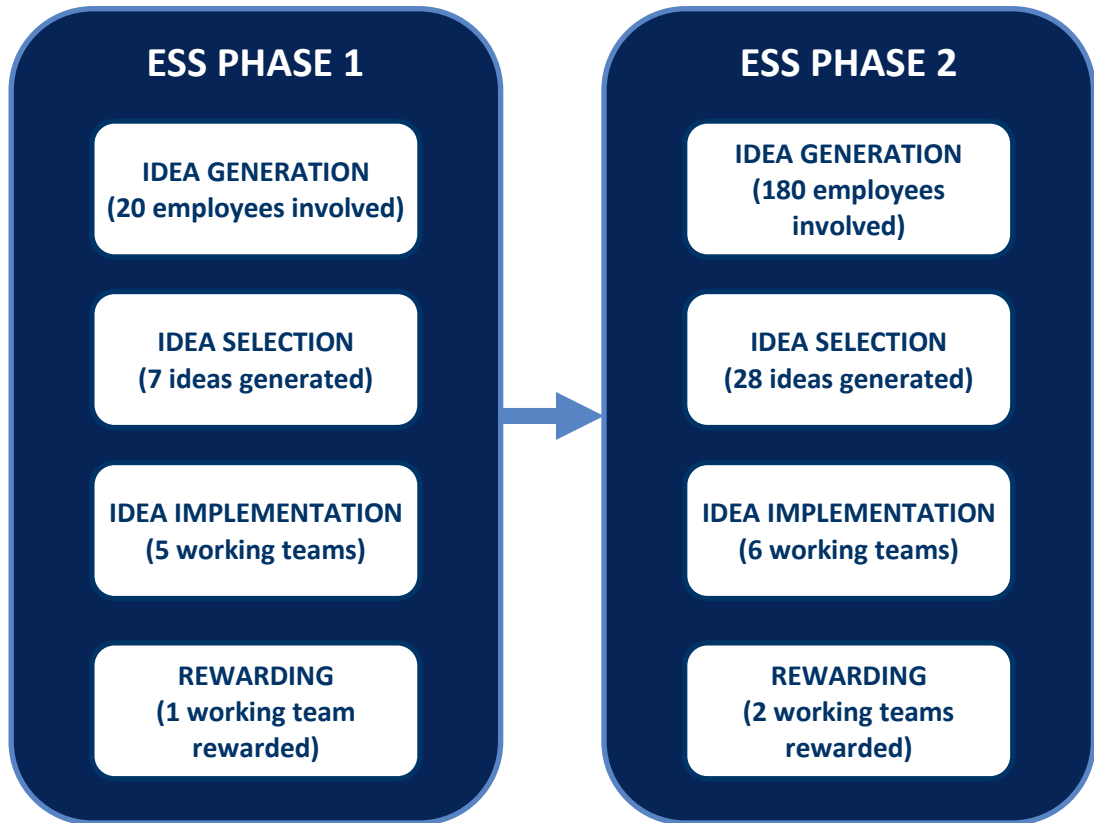 ESS PHASE 1
IDEA GENERATION
(20 employees involved)
IDEA SELECTION
(7 ideas generated)
IDEA IMPLEMENTATION
(5 working teams)
REWARDING
(1 working team
rewarded)
ESS PHASE 2
IDEA GENERATION
(180 employees
involved)
IDEA SELECTION
(28 ideas generated)
IDEA IMPLEMENTATION
(6 working teams)
REWARDING
(2 working teams
rewarded)